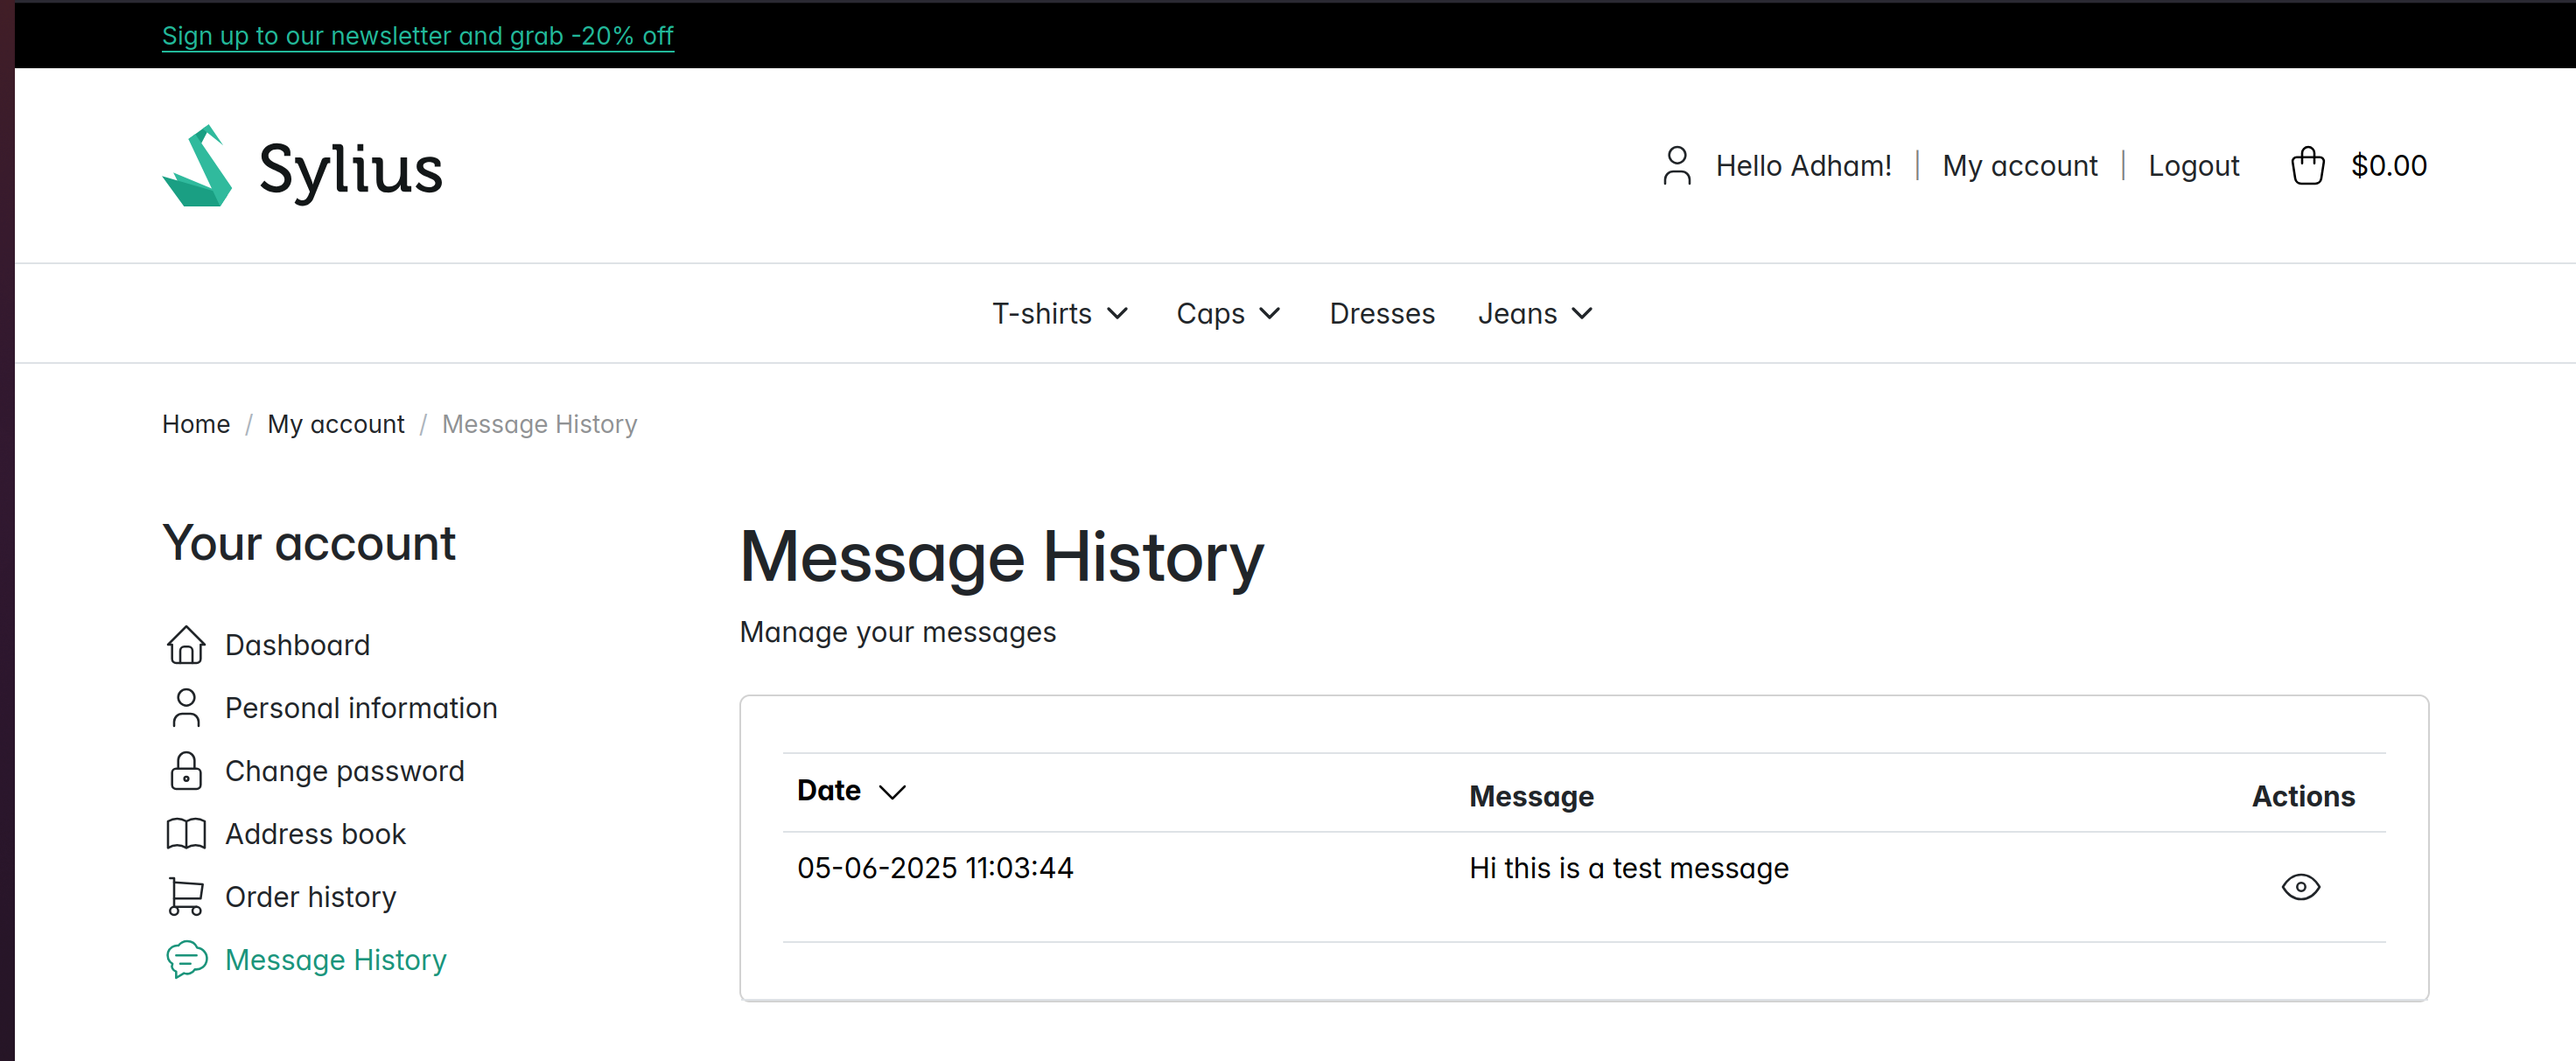 Sign up to our newsletter and grab -20% off
Sylius
Hello Adham! | My account | Logout $0.00
T-shirts Caps Dresses Jeans
Home / My account / Message History
Your account
Dashboard
Personal information
Change password
Address book
Order history
Message History
Message History
Manage your messages
Date Message Actions
05-06-2025 11:03:44 Hi this is a test message